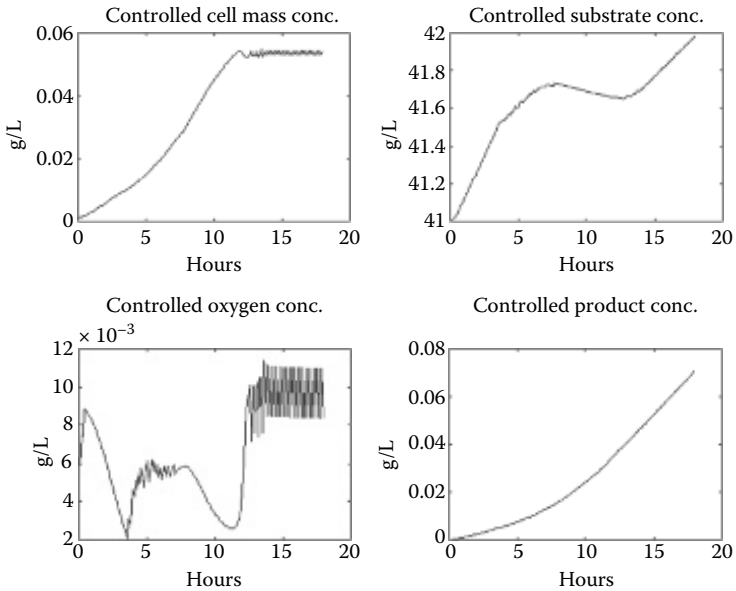 Controlled cell mass conc.
0.06
0.04
0.02
0
g/L
0 5 10 15 20
Hours
Controlled substrate conc.
42
41.8
41.6
41.4
41.2
41
g/L
0 5 10 15 20
Hours
Controlled oxygen conc.
× 10⁻³
12
10
8
6
4
2
g/L
0 5 10 15 20
Hours
Controlled product conc.
0.08
0.06
0.04
0.02
0
g/L
0 5 10 15 20
Hours